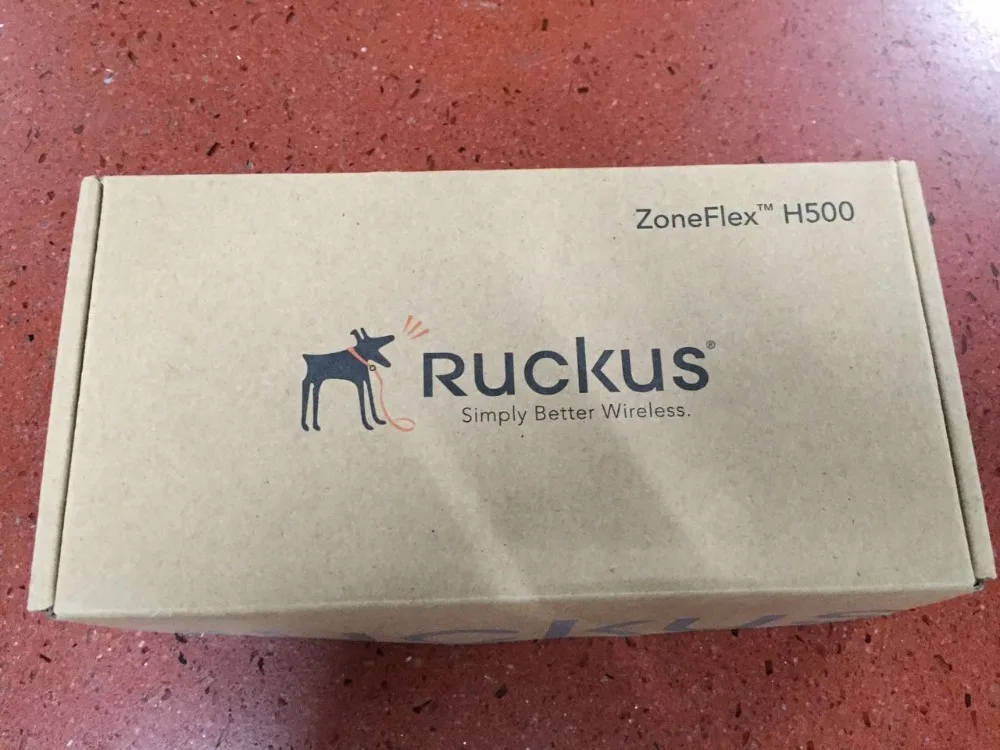 ZoneFlex™ H500
Ruckus®
Simply Better Wireless.